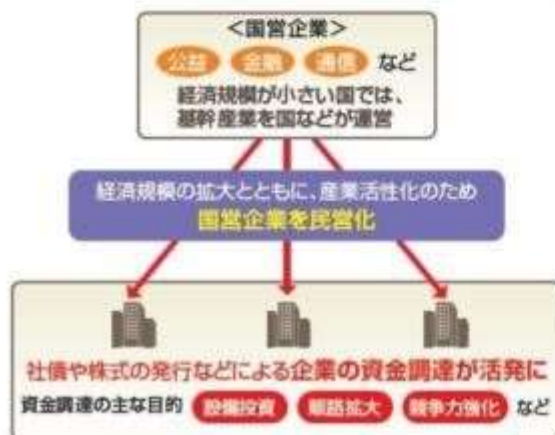 <国営企業>
公益 金融 通信 など
経済規模が小さい国では、
基幹産業を国などが運営
経済規模の拡大とともに、産業活性化のため
国営企業を民営化
社債や株式の発行などによる企業の資金調達が活発に
資金調達の主な目的 設備投資 販路拡大 競争力強化 など